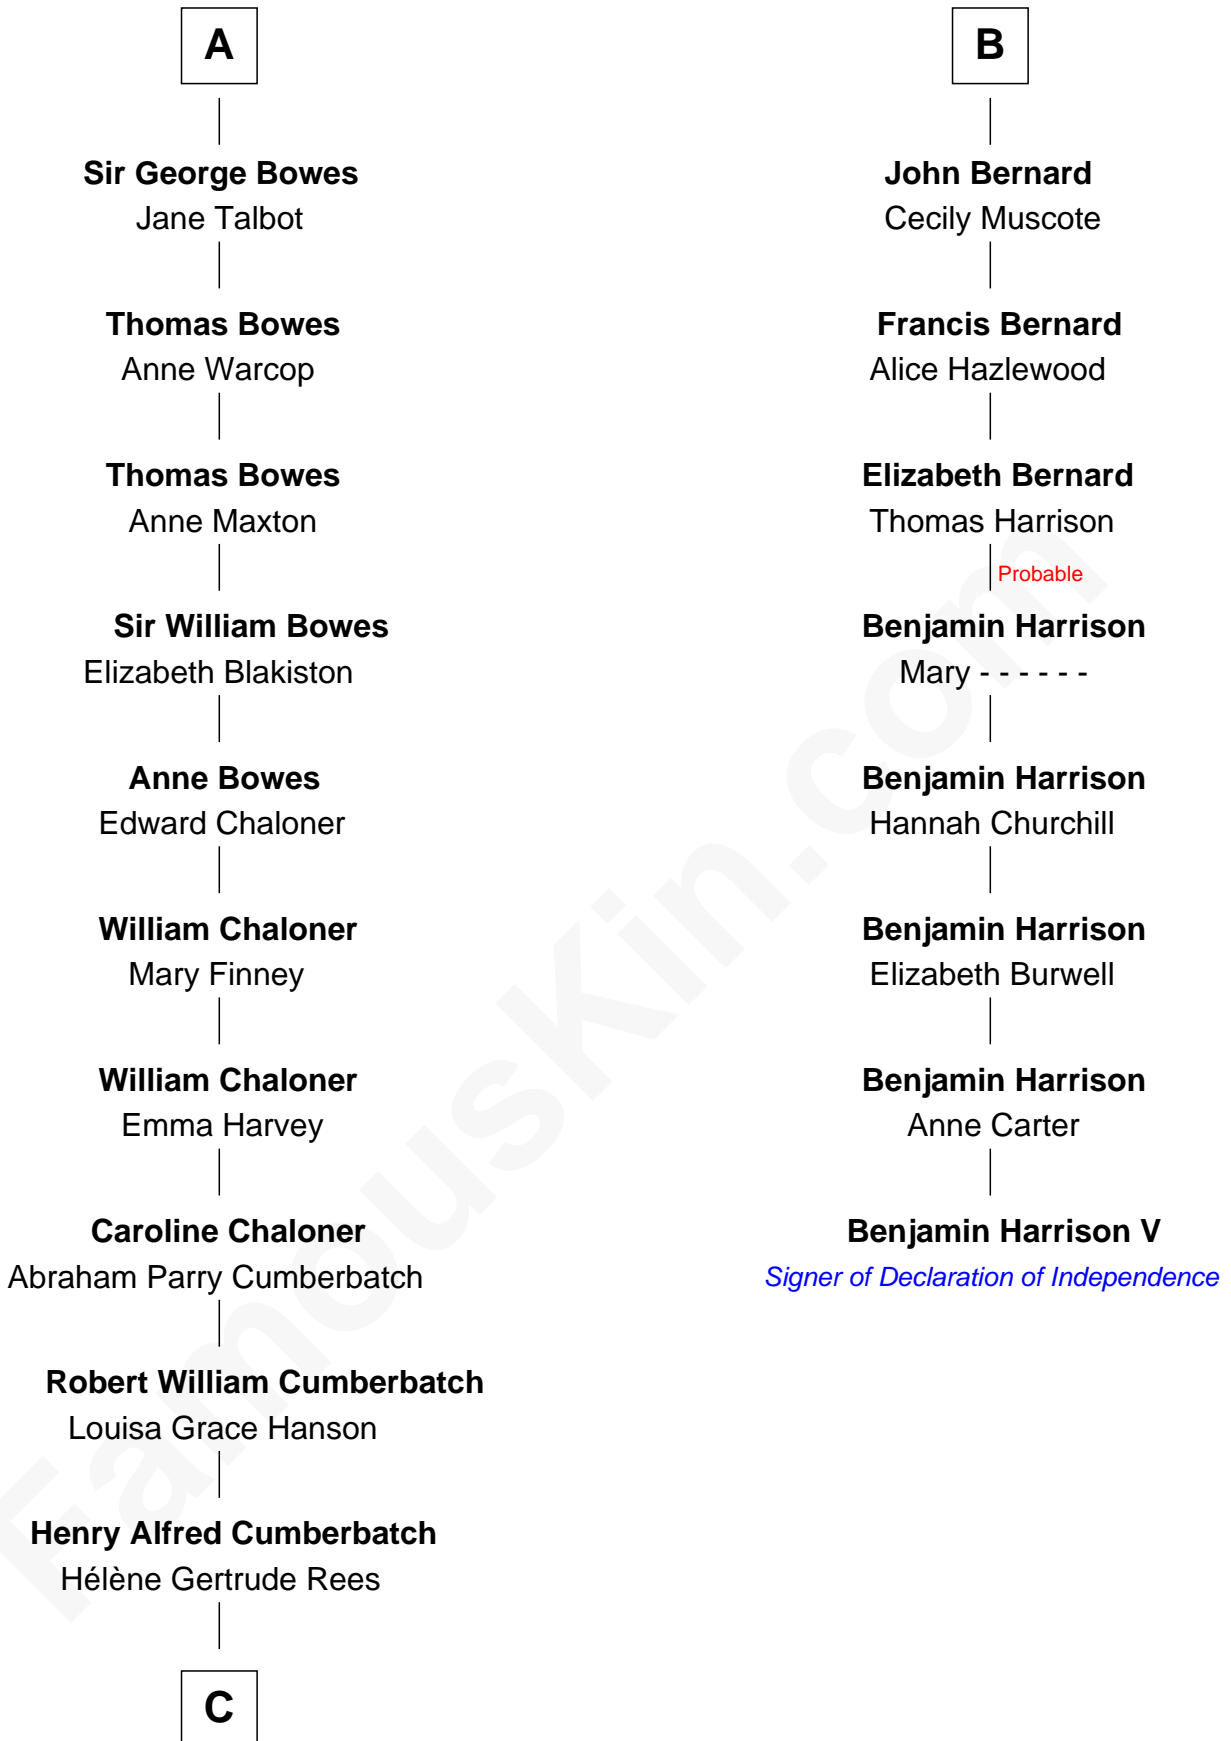 A
Sir George Bowes
Jane Talbot
Thomas Bowes
Anne Warcop
Thomas Bowes
Anne Maxton
Sir William Bowes
Elizabeth Blakiston
Anne Bowes
Edward Chaloner
William Chaloner
Mary Finney
William Chaloner
Emma Harvey
Caroline Chaloner
Abraham Parry Cumberbatch
Robert William Cumberbatch
Louisa Grace Hanson
Henry Alfred Cumberbatch
Hélène Gertrude Rees
C
B
John Bernard
Cecily Muscote
Francis Bernard
Alice Hazlewood
Elizabeth Bernard
Thomas Harrison
Probable
Benjamin Harrison
Mary - - - - - -
Benjamin Harrison
Hannah Churchill
Benjamin Harrison
Elizabeth Burwell
Benjamin Harrison
Anne Carter
Benjamin Harrison V
Signer of Declaration of Independence
FamousKin.com